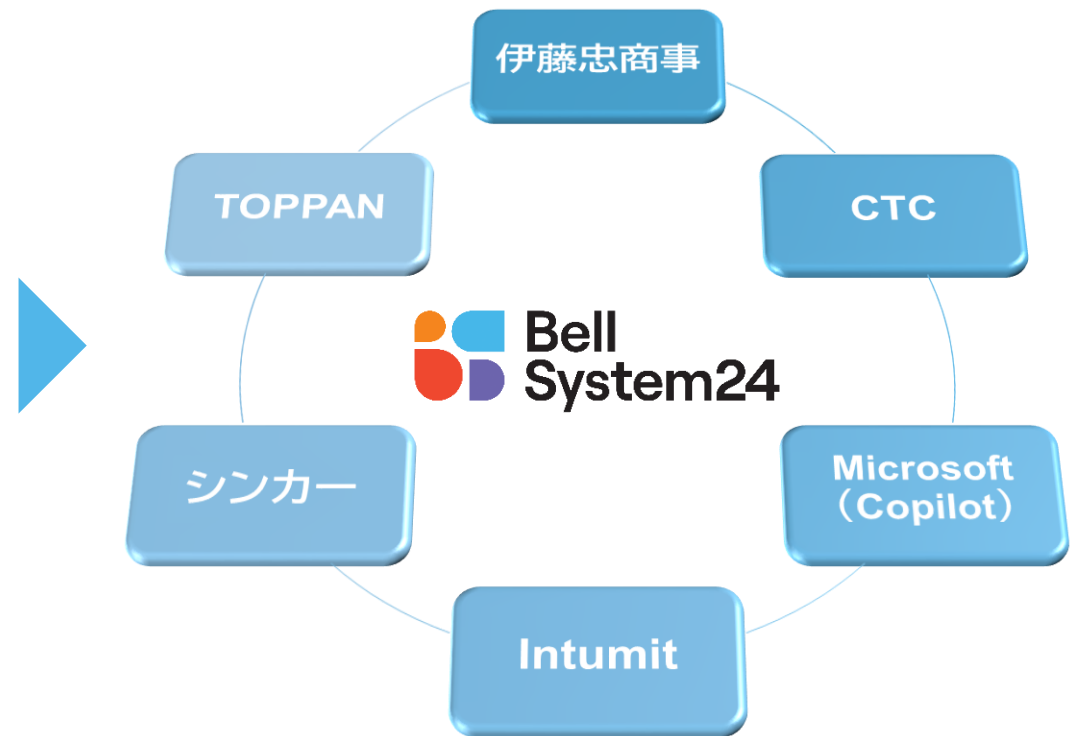 伊藤忠商事
TOPPAN
CTC
Bell
System24
シンカー
Microsoft
（Copilot）
Intumit